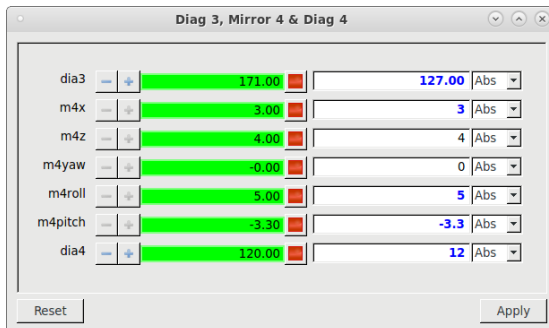 Diag 3, Mirror 4 & Diag 4
dia3 171.00 127.00 Abs
m4x 3.00 3 Abs
m4z 4.00 4 Abs
m4yaw -0.00 0 Abs
m4roll 5.00 5 Abs
m4pitch -3.30 -3.3 Abs
dia4 120.00 12 Abs
Reset Apply